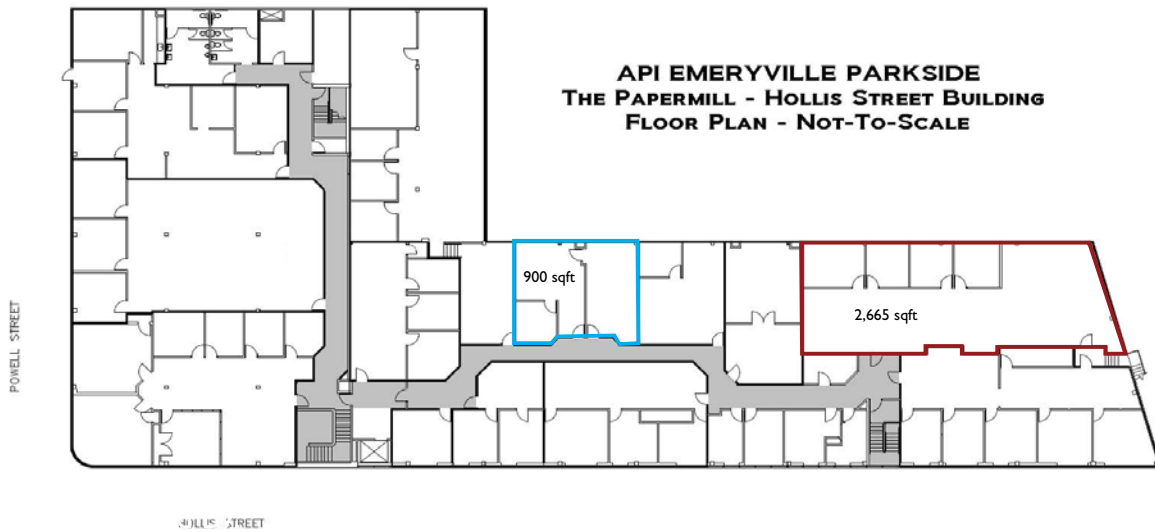 API EMERYVILLE PARKSIDE
THE PAPERMILL - HOLLIS STREET BUILDING
FLOOR PLAN - NOT-TO-SCALE
900 sqft
2,665 sqft
POWELL STREET
HOLLIS STREET